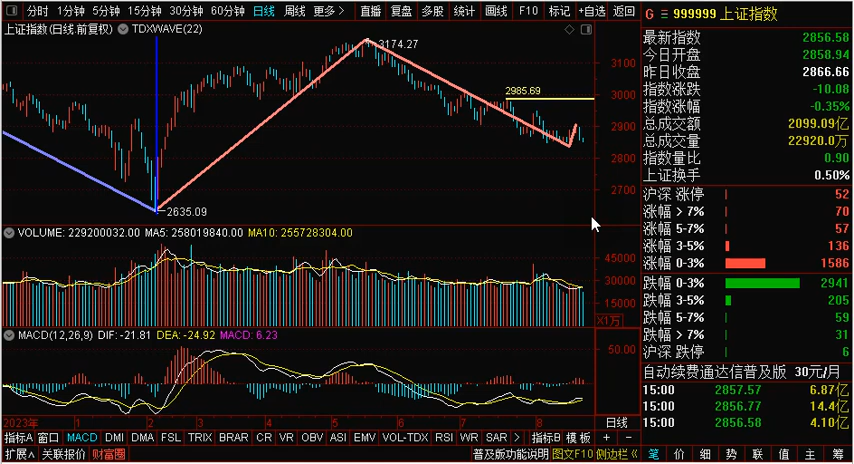 分时 1分钟 5分钟 15分钟 30分钟 60分钟 日线 周线 更多 > 直播 复盘 多股 统计 画线 F10 标记 +自选 返回
G 999999 上证指数
上证指数(日线.前复权) TDXWAVE(22)
3174.27
2985.69
2635.09
3100
3000
2900
2800
2700
VOLUME: 229200032.00 MA5: 258019840.00 MA10: 255728304.00
45000
30000
15000
X1万
MACD(12,26,9) DIF: -21.81 DEA: -24.92 MACD: 6.23
50.00
2023年 1 2 3 4 5 6 7 8 日线
指标A 窗口 MACD DMI DMA FSL TRIX BRAR CR VR OBV ASI EMV VOL-TDX RSI WR SAR > 指标B 模板 + -
扩展∧ 关联报价 财富圈 普及版功能说明 图文F10 侧边栏 «
最新指数 2856.58
今日开盘 2858.94
昨日收盘 2866.66
指数涨跌 -10.08
指数涨幅 -0.35%
总成交额 2099.09亿
总成交量 22920.0万
指数量比 0.90
上证换手 0.50%
沪深 涨停 52
涨幅 > 7% 70
涨幅 5-7% 57
涨幅 3-5% 136
涨幅 0-3% 1586
跌幅 0-3% 2941
跌幅 3-5% 205
跌幅 5-7% 59
跌幅 > 7% 31
沪深 跌停 6
自动续费通达信普及版 30元/月
15:00 2857.57 6.87亿
15:00 2856.77 14.4亿
15:00 2856.58 4.10亿
笔 价 细 势 联 值 主 筹